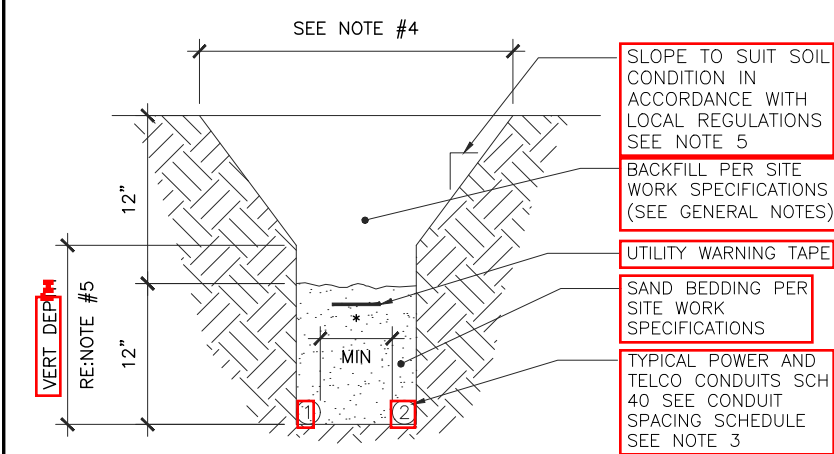 SEE NOTE #4
SLOPE TO SUIT SOIL
CONDITION IN
ACCORDANCE WITH
LOCAL REGULATIONS
SEE NOTE 5
BACKFILL PER SITE
WORK SPECIFICATIONS
(SEE GENERAL NOTES)
UTILITY WARNING TAPE
SAND BEDDING PER
SITE WORK
SPECIFICATIONS
TYPICAL POWER AND
TELCO CONDUITS SCH
40 SEE CONDUIT
SPACING SCHEDULE
SEE NOTE 3
12"
12"
VERT DEPTH
RE:NOTE #5
*
MIN
1
2